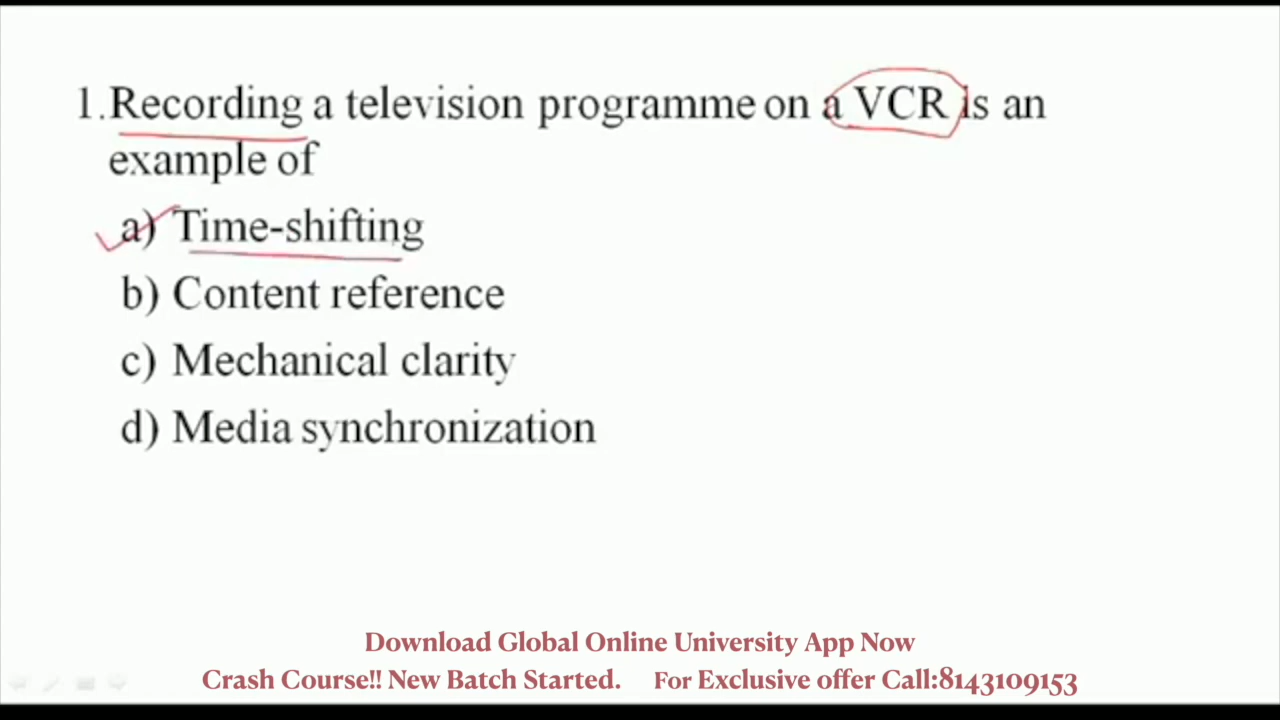 1.Recording a television programme on a VCR is an
example of
a) Time-shifting
b) Content reference
c) Mechanical clarity
d) Media synchronization
Download Global Online University App Now
Crash Course!! New Batch Started. For Exclusive offer Call:8143109153